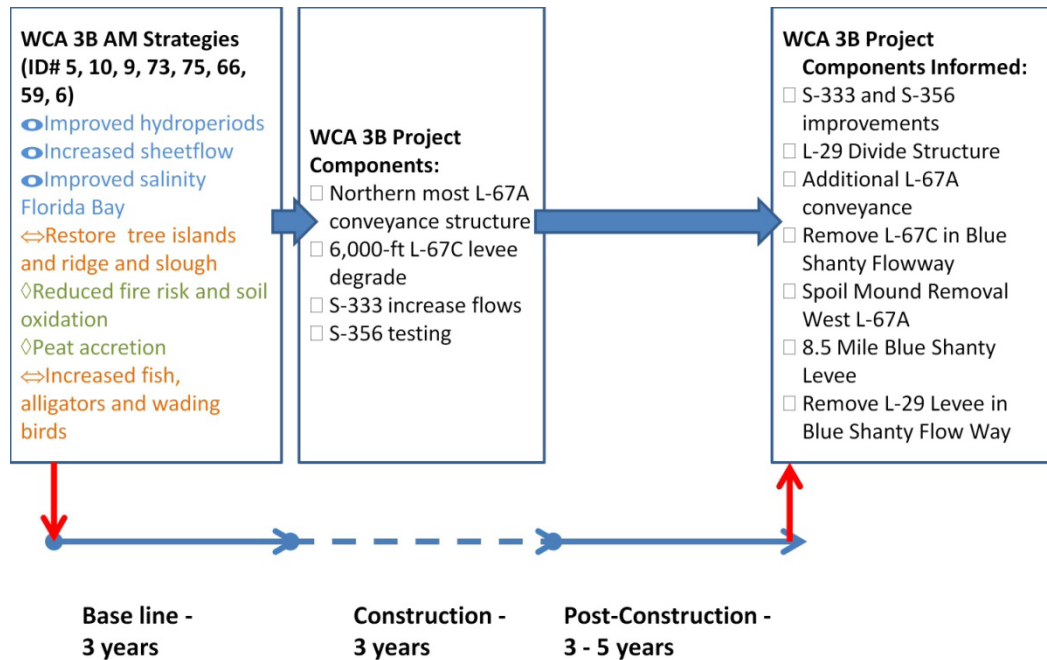 WCA 3B AM Strategies
(ID# 5, 10, 9, 73, 75, 66,
59, 6)
Improved hydroperiods
Increased sheetflow
Improved salinity
Florida Bay
⇔Restore tree islands
and ridge and slough
◊Reduced fire risk and soil
oxidation
◊Peat accretion
⇔Increased fish,
alligators and wading
birds
WCA 3B Project
Components:
□ Northern most L-67A
conveyance structure
□ 6,000-ft L-67C levee
degrade
□ S-333 increase flows
□ S-356 testing
WCA 3B Project
Components Informed:
□ S-333 and S-356
improvements
□ L-29 Divide Structure
□ Additional L-67A
conveyance
□ Remove L-67C in Blue
Shanty Flowway
□ Spoil Mound Removal
West L-67A
□ 8.5 Mile Blue Shanty
Levee
□ Remove L-29 Levee in
Blue Shanty Flow Way
Base line -
3 years
Construction -
3 years
Post-Construction -
3 - 5 years